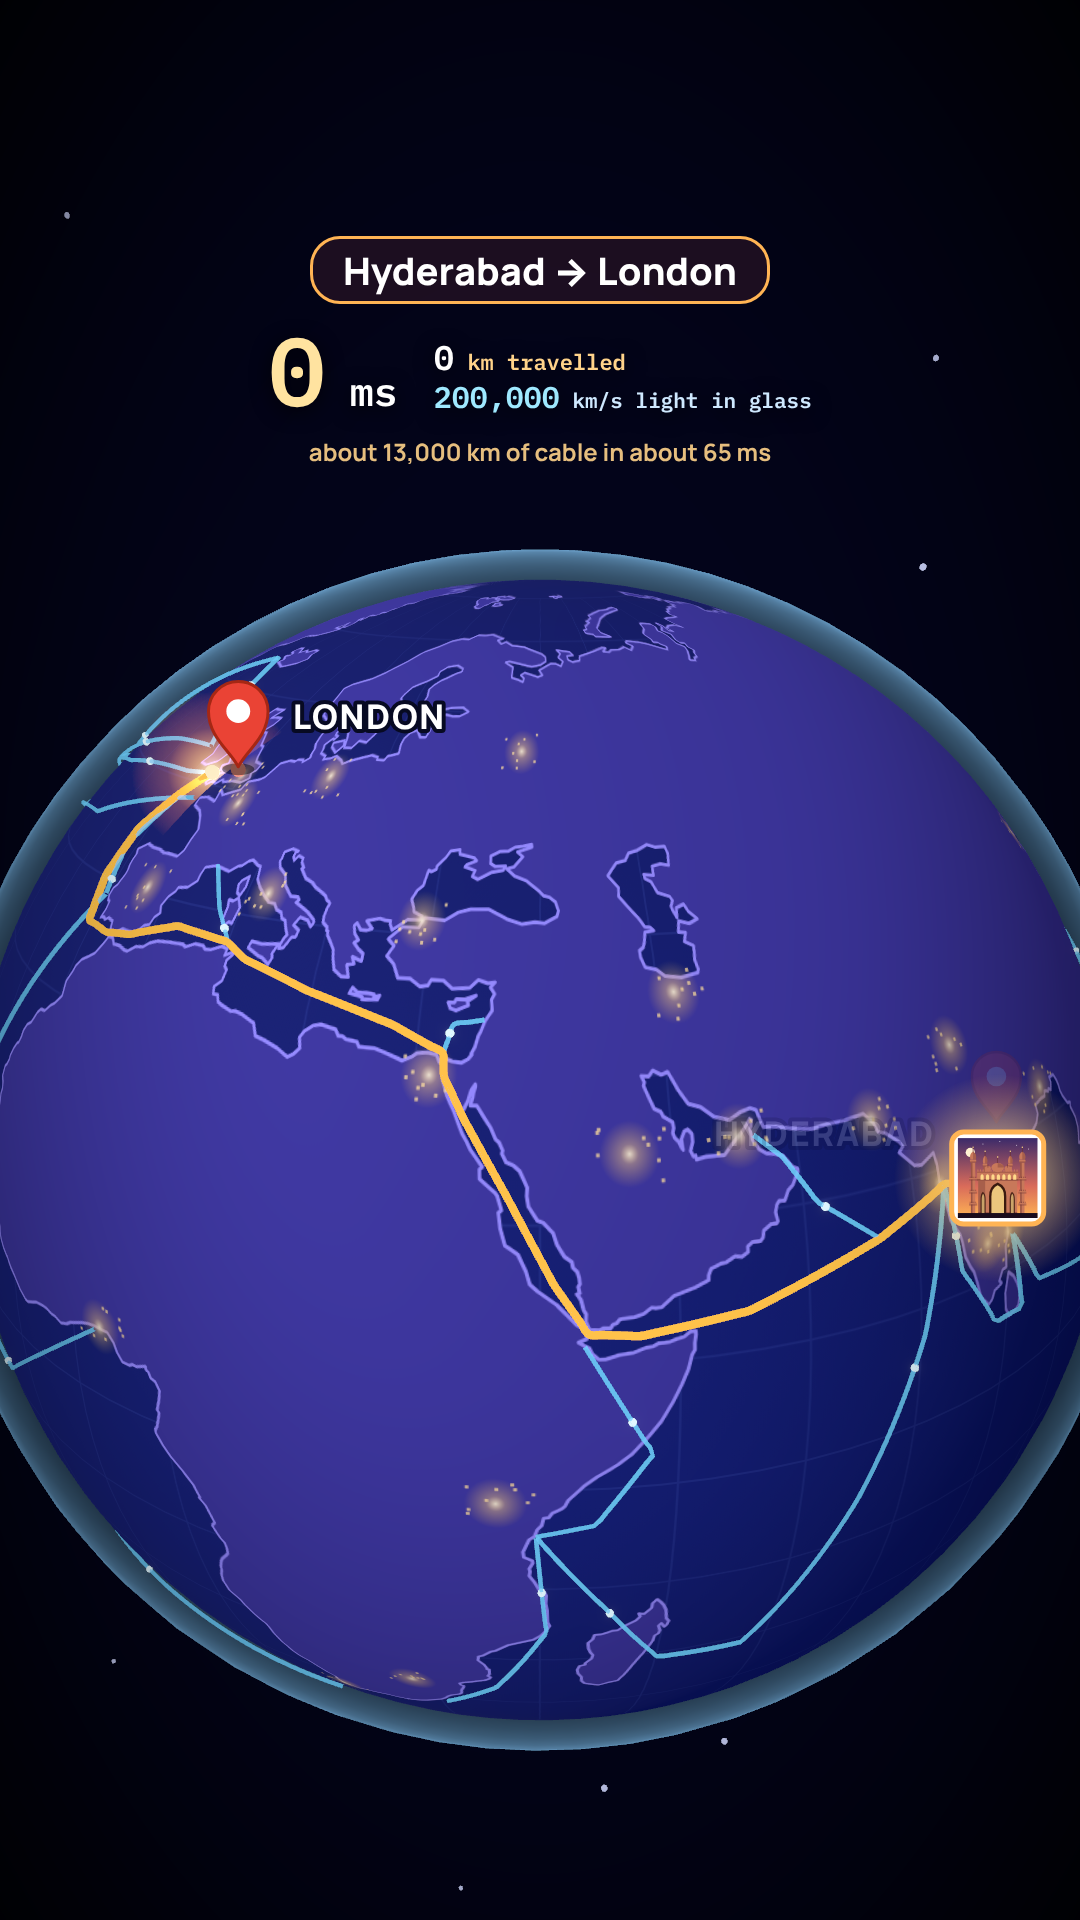 Hyderabad → London
0 ms
0 km travelled
200,000 km/s light in glass
about 13,000 km of cable in about 65 ms
LONDON
HYDERABAD